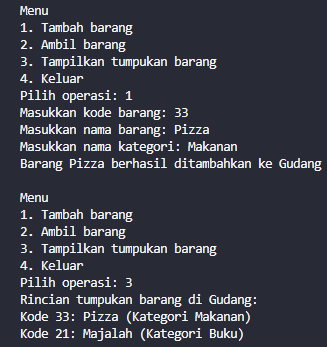 Menu
1. Tambah barang
2. Ambil barang
3. Tampilkan tumpukan barang
4. Keluar
Pilih operasi: 1
Masukkan kode barang: 33
Masukkan nama barang: Pizza
Masukkan nama kategori: Makanan
Barang Pizza berhasil ditambahkan ke Gudang

Menu
1. Tambah barang
2. Ambil barang
3. Tampilkan tumpukan barang
4. Keluar
Pilih operasi: 3
Rincian tumpukan barang di Gudang:
Kode 33: Pizza (Kategori Makanan)
Kode 21: Majalah (Kategori Buku)